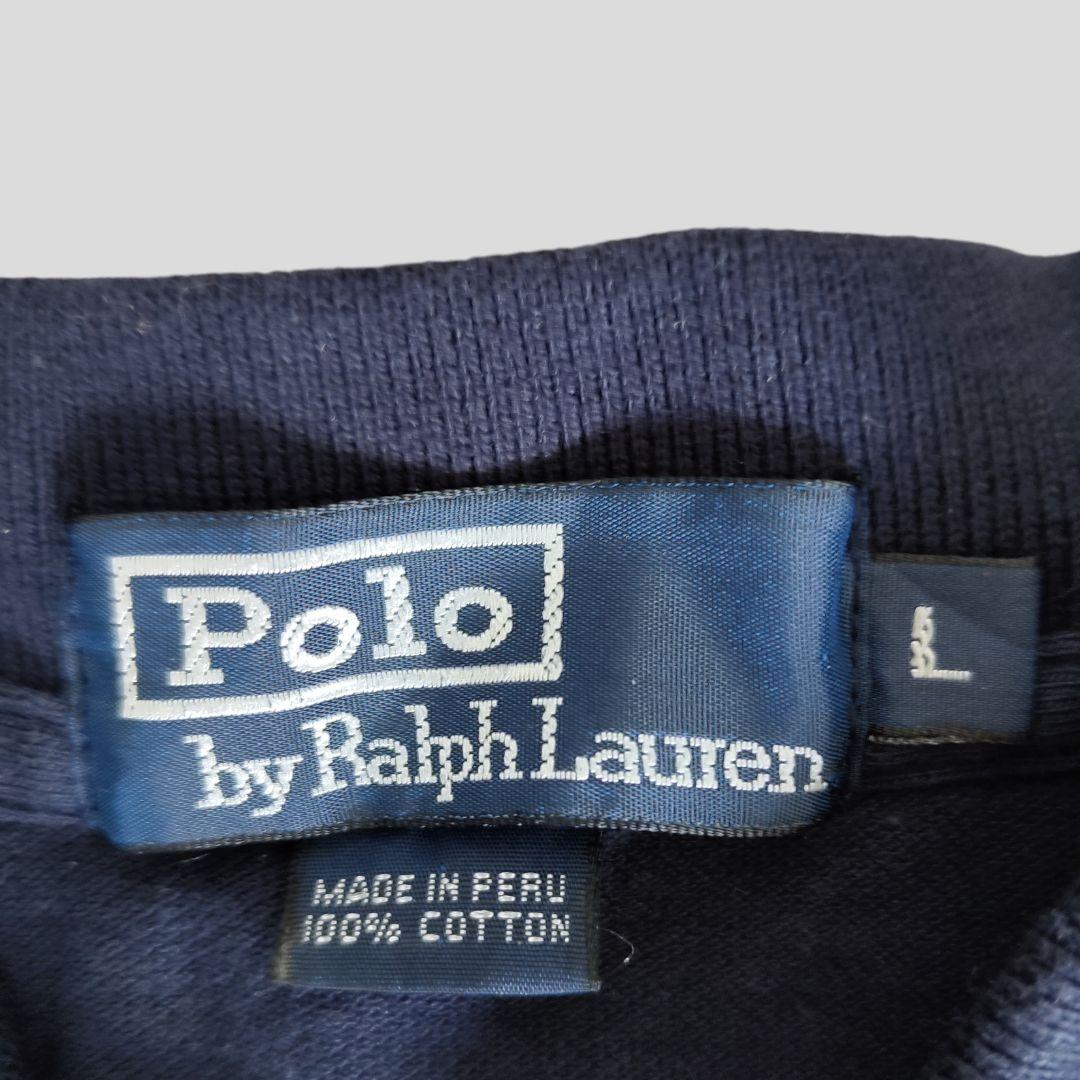 Polo
by Ralph Lauren
L
MADE IN PERU
100% COTTON